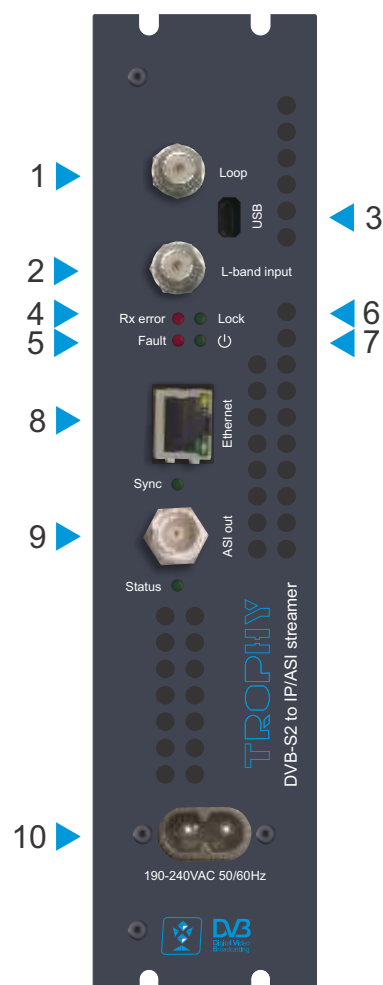 1
Loop
3
USB
2
L-band input
4
Rx error
Lock
6
5
Fault
7
8
Ethernet
Sync
9
ASI out
Status
TROPHY
DVB-S2 to IP/ASI streamer
10
190-240VAC 50/60Hz
DVB
Digital Video
Broadcasting